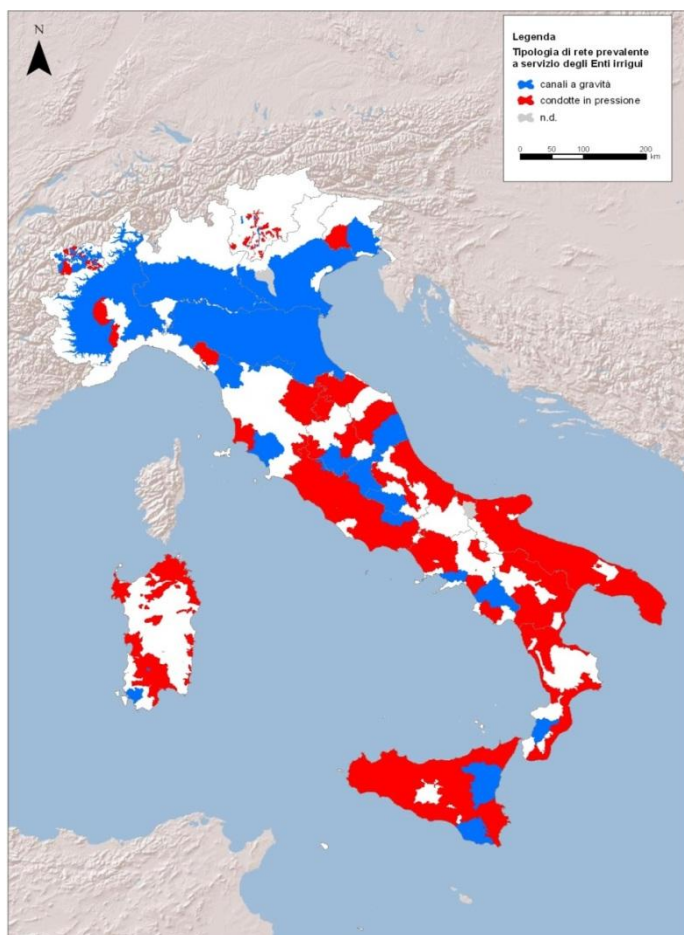 N
Legenda
Tipologia di rete prevalente
a servizio degli Enti irrigui
canali a gravità
condotte in pressione
n.d.
0 50 100 200
km